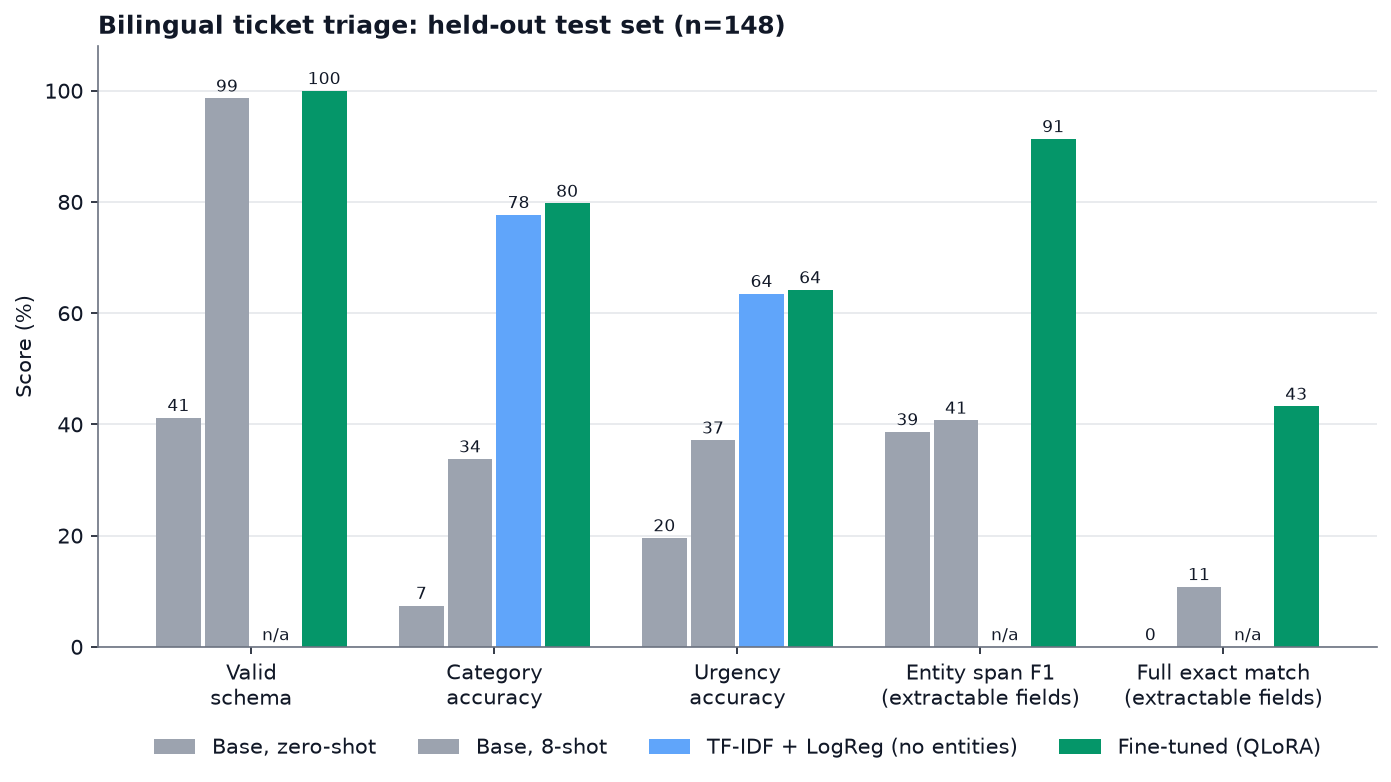 Bilingual ticket triage: held-out test set (n=148)
Score (%)
100
80
60
40
20
0
41
99
n/a
100
7
34
78
80
20
37
64
64
39
41
n/a
91
0
11
n/a
43
Valid
schema
Category
accuracy
Urgency
accuracy
Entity span F1
(extractable fields)
Full exact match
(extractable fields)
Base, zero-shot
Base, 8-shot
TF-IDF + LogReg (no entities)
Fine-tuned (QLoRA)